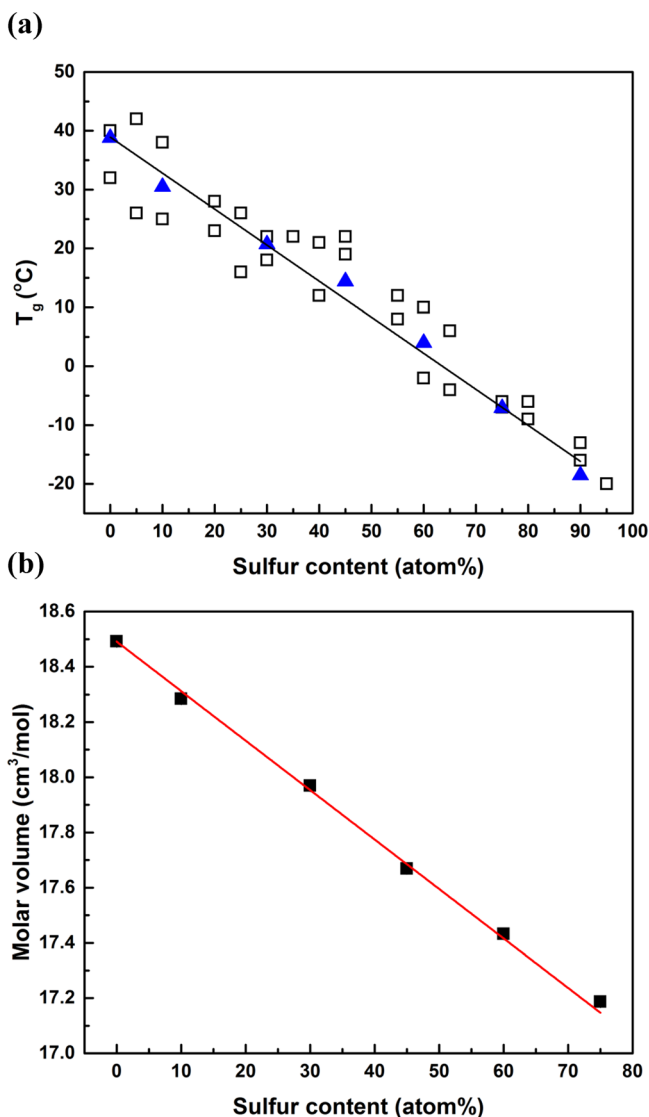 (a)
50
40
30
20
10
0
-10
-20
T_g (°C)
0 10 20 30 40 50 60 70 80 90 100
Sulfur content (atom%)
(b)
18.6
18.4
18.2
18.0
17.8
17.6
17.4
17.2
17.0
Molar volume (cm³/mol)
0 10 20 30 40 50 60 70 80
Sulfur content (atom%)